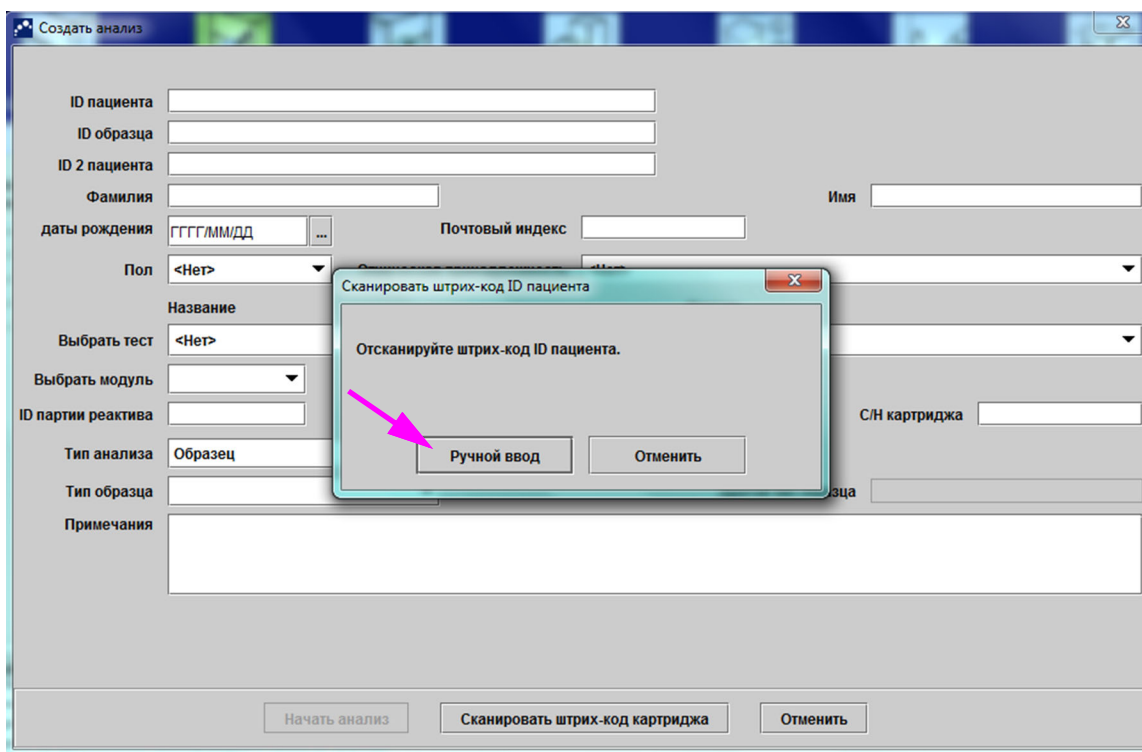 Создать анализ
ID пациента
ID образца
ID 2 пациента
Фамилия Имя
даты рождения ГГГГ/ММ/ДД ... Почтовый индекс
Пол <Нет>
Сканировать штрих-код ID пациента
Название
Выбрать тест <Нет>
Отсканируйте штрих-код ID пациента.
Выбрать модуль
ID партии реактива С/Н картриджа
Тип анализа Образец
Ручной ввод Отменить
Тип образца
Примечания
Начать анализ Сканировать штрих-код картриджа Отменить